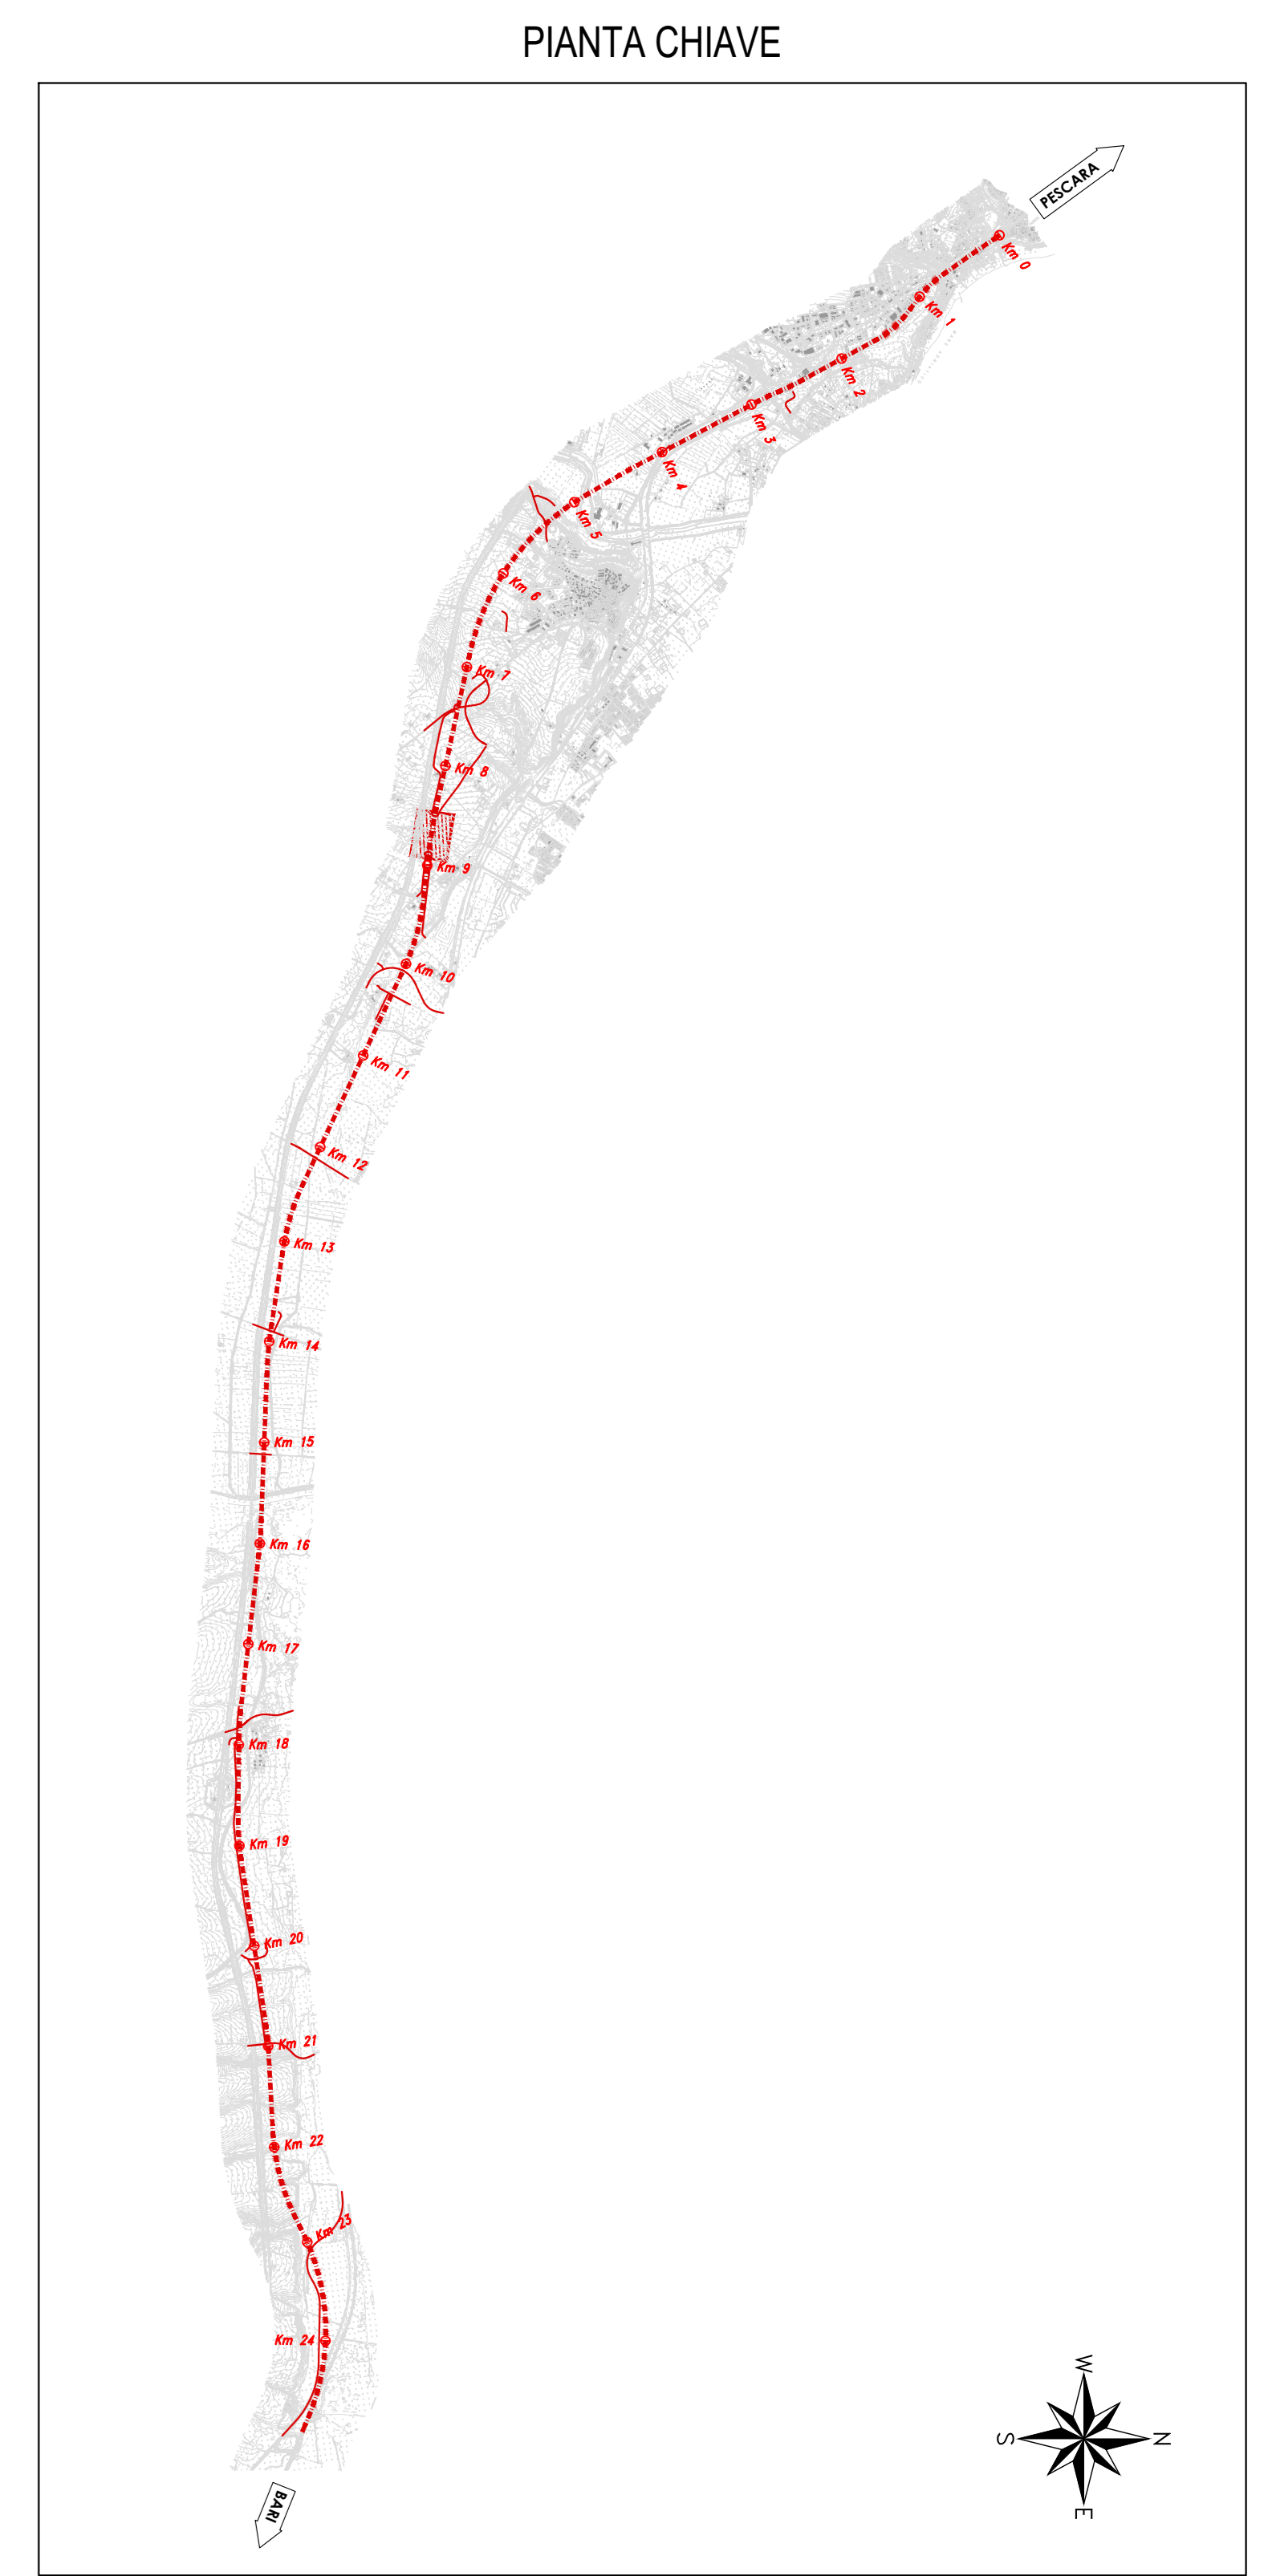 PIANTA CHIAVE
PESCARA
Km 0
Km 1
Km 2
Km 3
Km 4
Km 5
Km 6
Km 7
Km 8
Km 9
Km 10
Km 11
Km 12
Km 13
Km 14
Km 15
Km 16
Km 17
Km 18
Km 19
Km 20
Km 21
Km 22
Km 23
Km 24
W
S
N
E
BARI